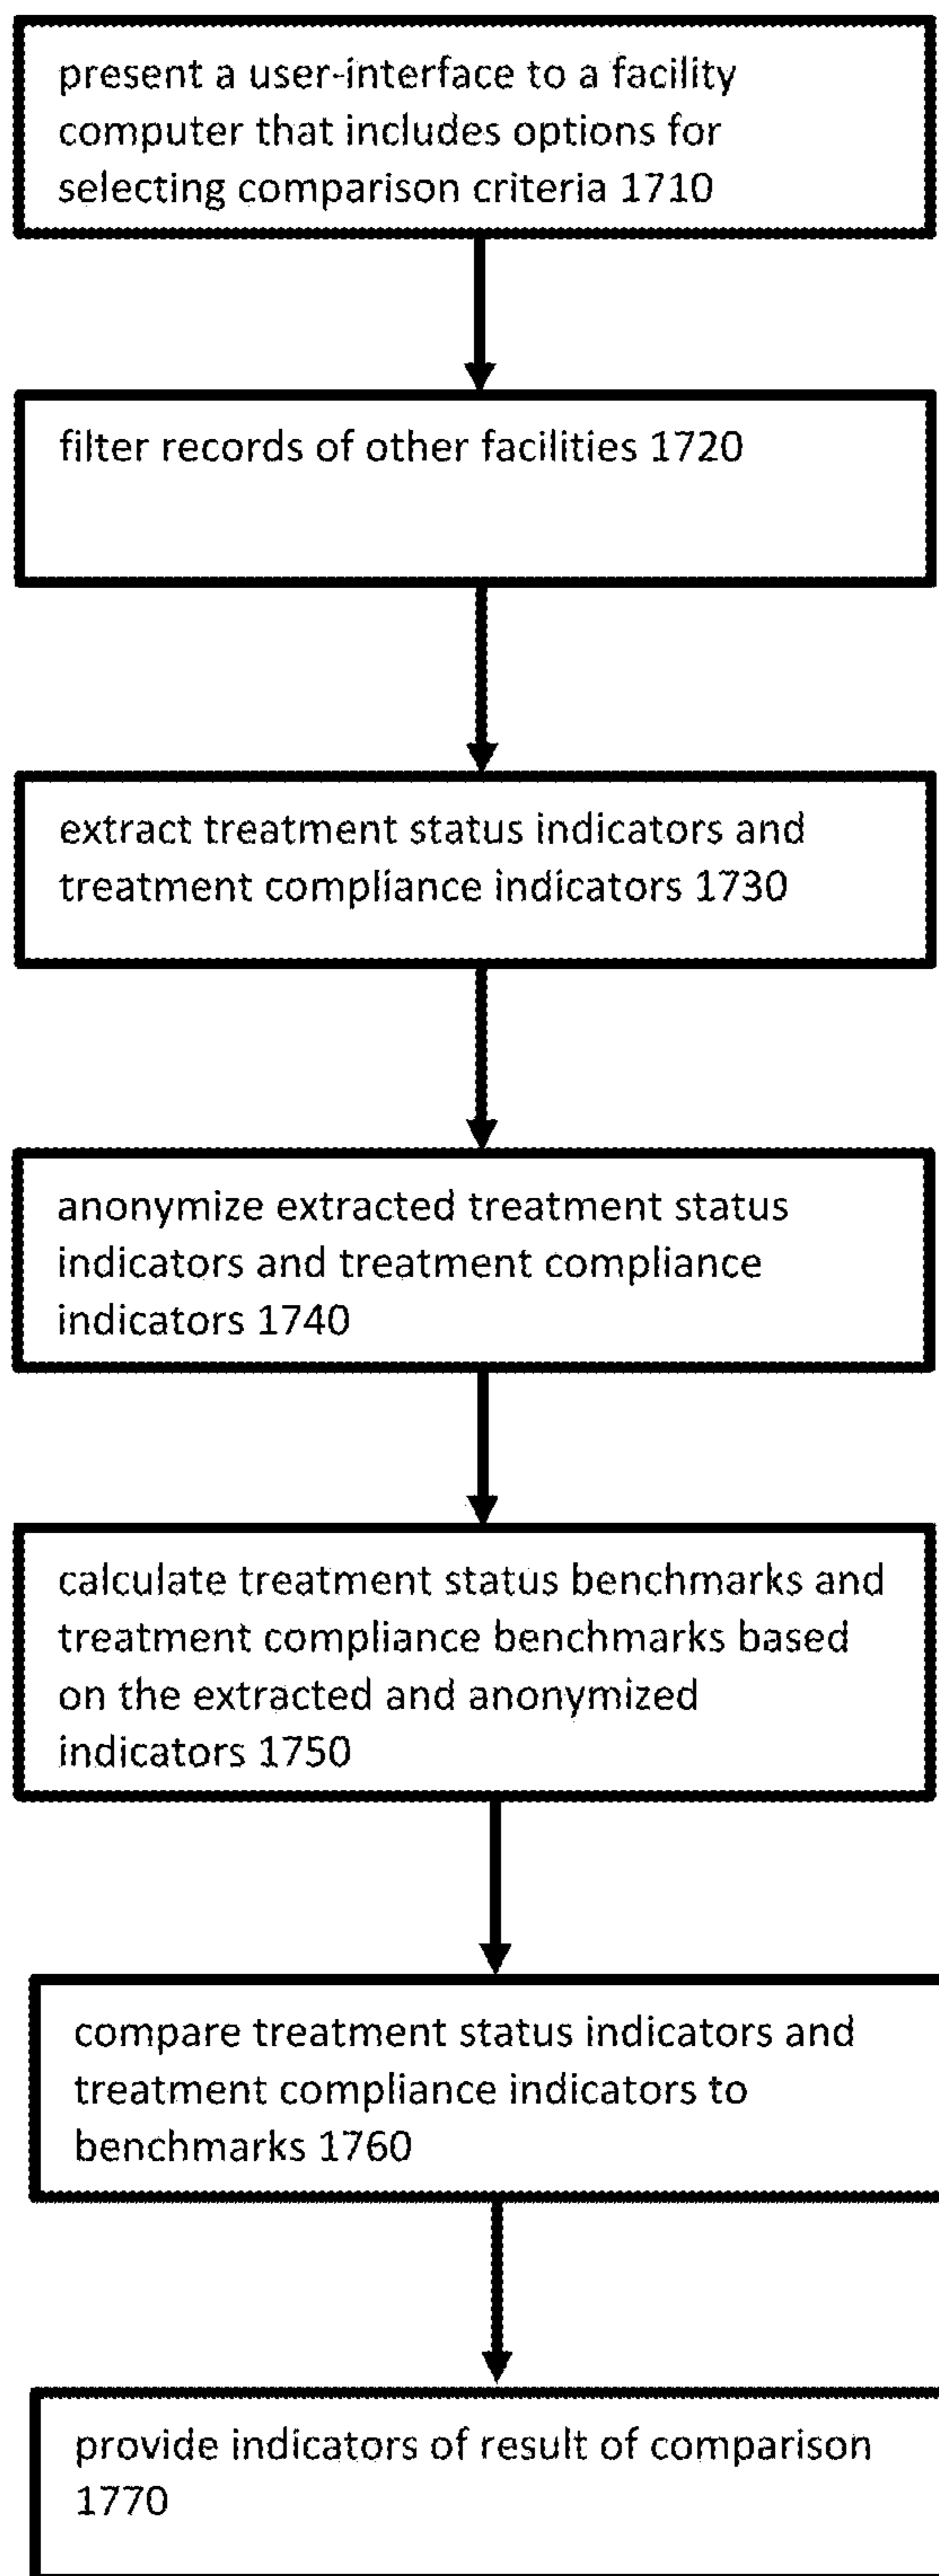 present a user-interface to a facility
computer that includes options for
selecting comparison criteria 1710
filter records of other facilities 1720
extract treatment status indicators and
treatment compliance indicators 1730
anonymize extracted treatment status
indicators and treatment compliance
indicators 1740
calculate treatment status benchmarks and
treatment compliance benchmarks based
on the extracted and anonymized
indicators 1750
compare treatment status indicators and
treatment compliance indicators to
benchmarks 1760
provide indicators of result of comparison
1770